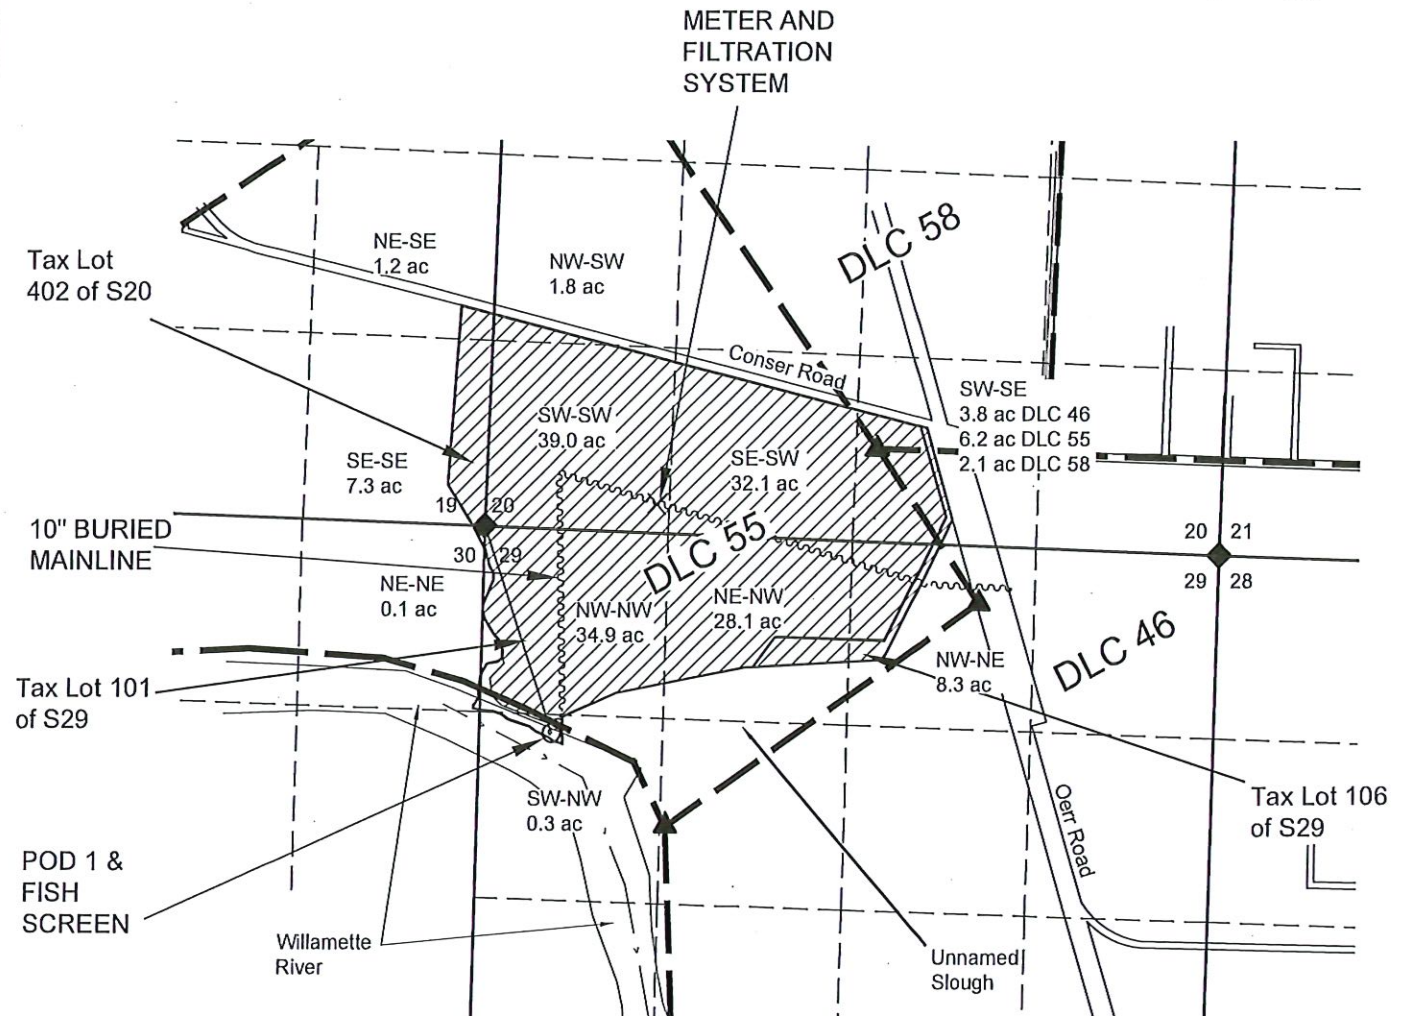 METER AND
FILTRATION
SYSTEM
DLC 58
NE-SE
1.2 ac
NW-SW
1.8 ac
Tax Lot
402 of S20
Conser Road
SW-SE
3.8 ac DLC 46
6.2 ac DLC 55
2.1 ac DLC 58
SW-SW
39.0 ac
SE-SW
32.1 ac
SE-SE
7.3 ac
19 20
30 29
20 21
29 28
10" BURIED
MAINLINE
DLC 55
NE-NE
0.1 ac
NW-NW
34.9 ac
NE-NW
28.1 ac
DLC 46
NW-NE
8.3 ac
Tax Lot 101
of S29
Tax Lot 106
of S29
SW-NW
0.3 ac
Oerr Road
POD 1 &
FISH
SCREEN
Willamette
River
Unnamed
Slough